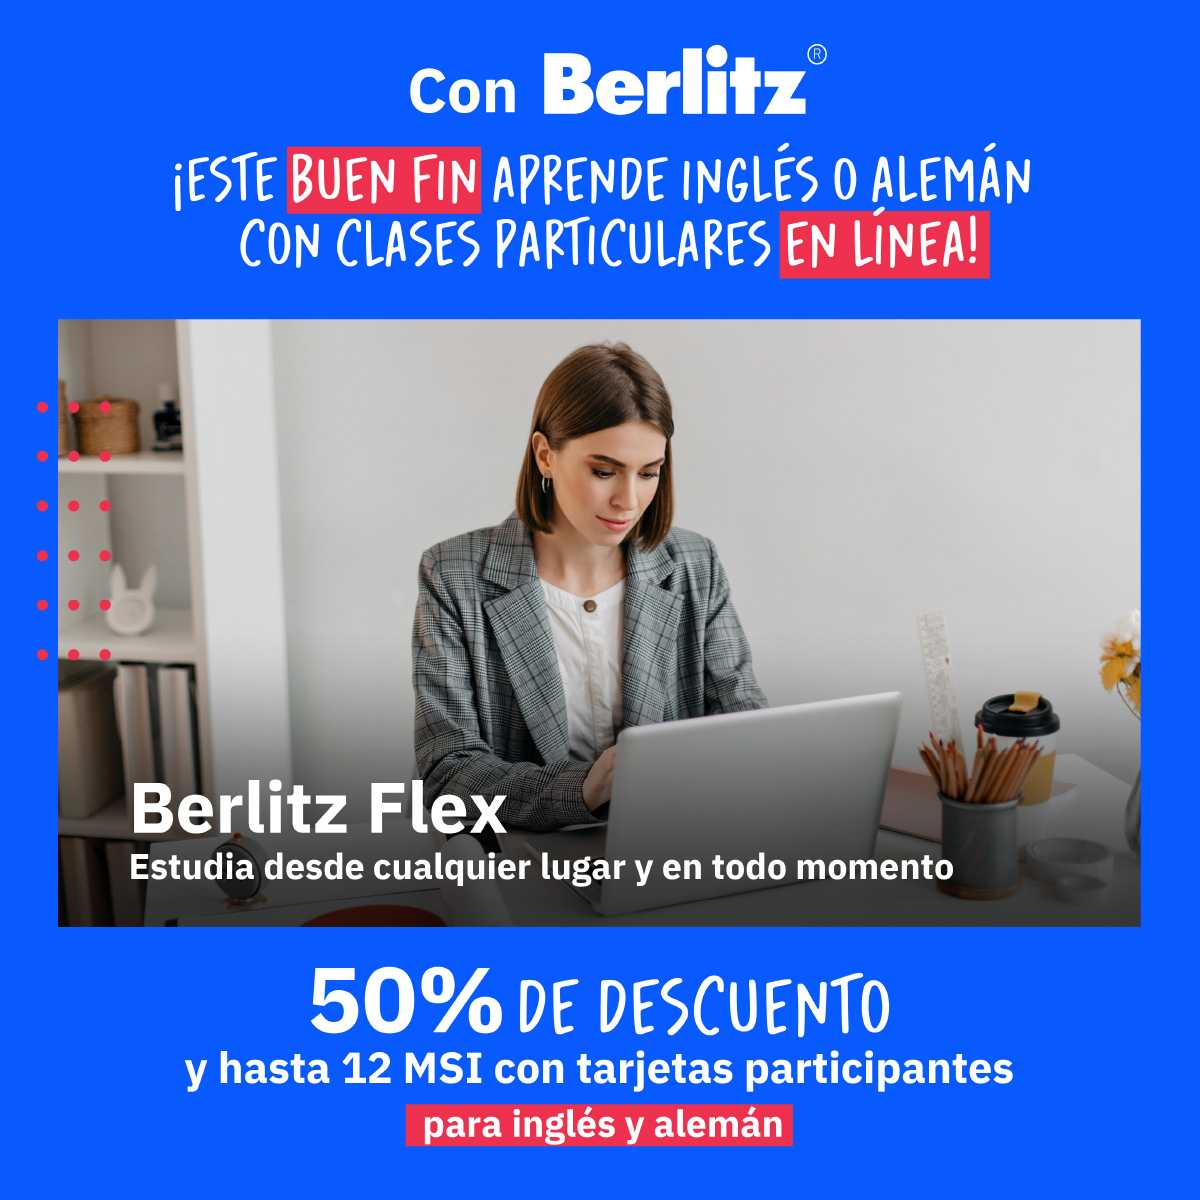 Con Berlitz®
¡ESTE BUEN FIN APRENDE INGLÉS O ALEMÁN
CON CLASES PARTICULARES EN LÍNEA!
Berlitz Flex
Estudia desde cualquier lugar y en todo momento
50% DE DESCUENTO
y hasta 12 MSI con tarjetas participantes
para inglés y alemán